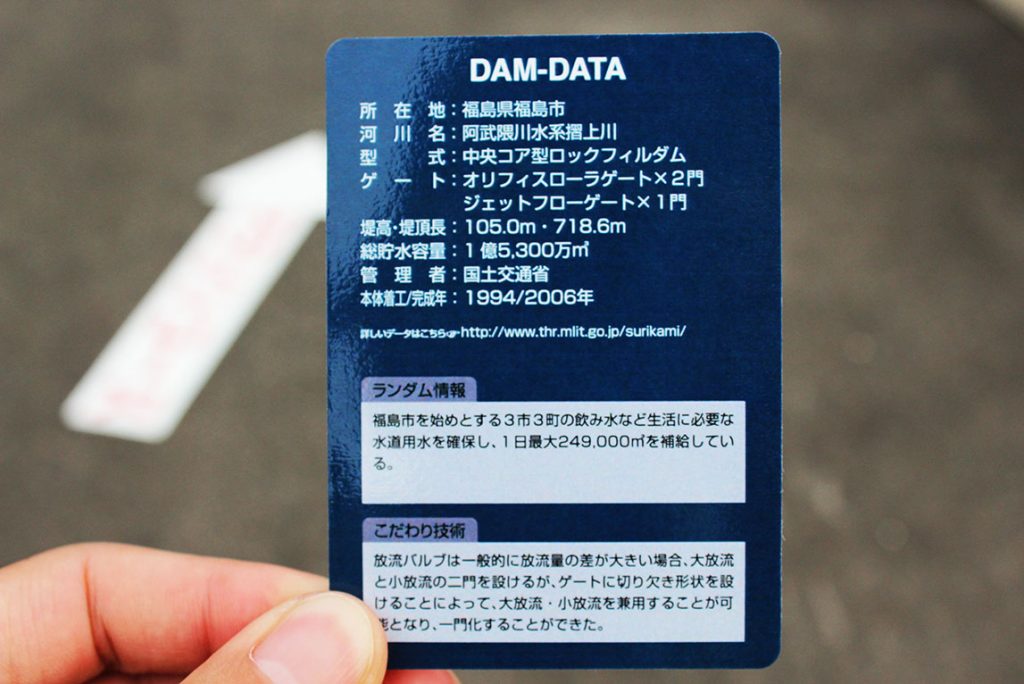 DAM-DATA
所在地：福島県福島市
河川名：阿武隈川水系摺上川
型式：中央コア型ロックフィルダム
ゲート：オリフィスローラゲート×2門
ジェットフローゲート×1門
堤高・堤頂長：105.0m・718.6m
総貯水容量：1億5,300万㎥
管理者：国土交通省
本体着工/完成年：1994/2006年
詳しいデータはこちら☞http://www.thr.mlit.go.jp/surikami/
ランダム情報
福島市を始めとする3市3町の飲み水など生活に必要な
水道用水を確保し、1日最大249,000㎥を補給してい
る。
こだわり技術
放流バルブは一般的に放流量の差が大きい場合、大放流
と小放流の二門を設けるが、ゲートに切り欠き形状を設
けることによって、大放流・小放流を兼用することが可
能となり、一門化することができた。